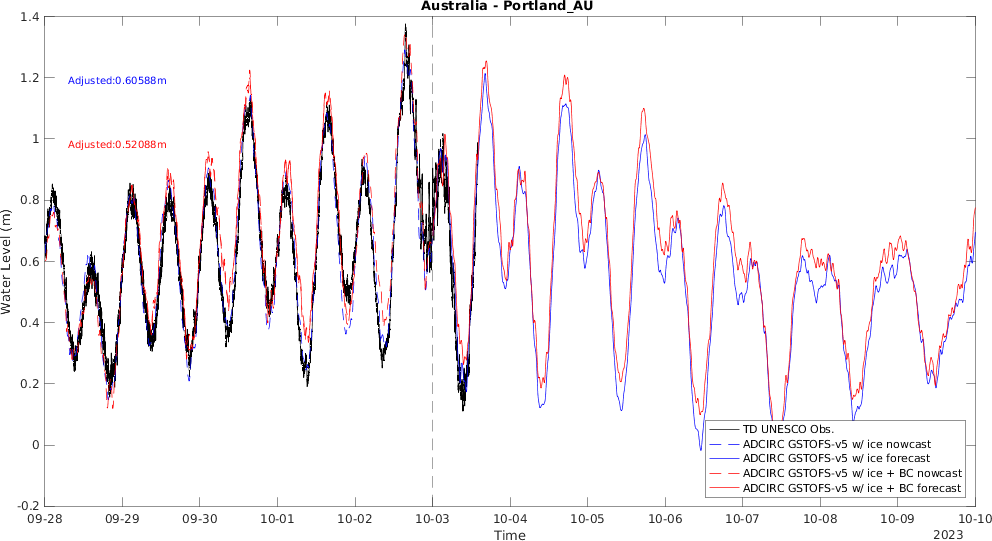 Australia - Portland_AU
1.4
1.2
1
0.8
0.6
0.4
0.2
0
-0.2
Water Level (m)
Adjusted:0.60588m
Adjusted:0.52088m
TD UNESCO Obs.
ADCIRC GSTOFS-v5 w/ ice nowcast
ADCIRC GSTOFS-v5 w/ ice forecast
ADCIRC GSTOFS-v5 w/ ice + BC nowcast
ADCIRC GSTOFS-v5 w/ ice + BC forecast
09-28 09-29 09-30 10-01 10-02 10-03 10-04 10-05 10-06 10-07 10-08 10-09 10-10
Time
2023